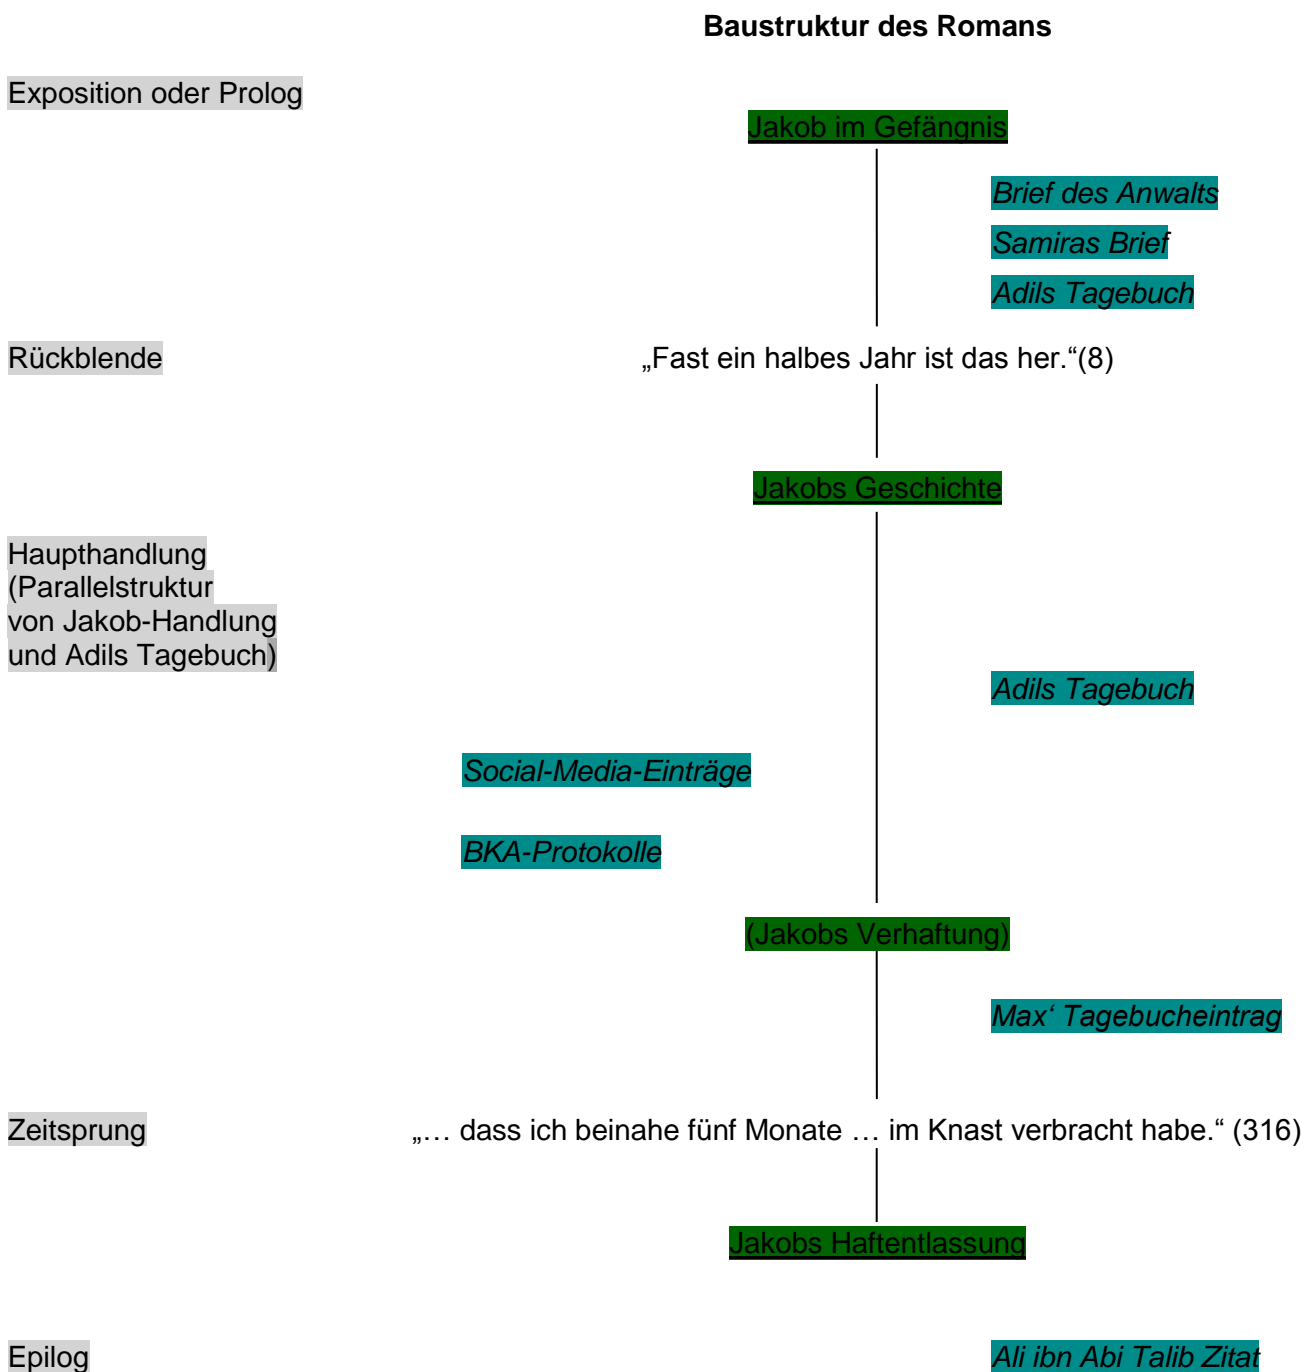 Baustruktur des Romans
Exposition oder Prolog
Jakob im Gefängnis
Brief des Anwalts
Samiras Brief
Adils Tagebuch
Rückblende
„Fast ein halbes Jahr ist das her.“(8)
Jakobs Geschichte
Haupthandlung
(Parallelstruktur
von Jakob-Handlung
und Adils Tagebuch)
Adils Tagebuch
Social-Media-Einträge
BKA-Protokolle
(Jakobs Verhaftung)
Max‘ Tagebucheintrag
Zeitsprung
„… dass ich beinahe fünf Monate … im Knast verbracht habe.“ (316)
Jakobs Haftentlassung
Epilog
Ali ibn Abi Talib Zitat